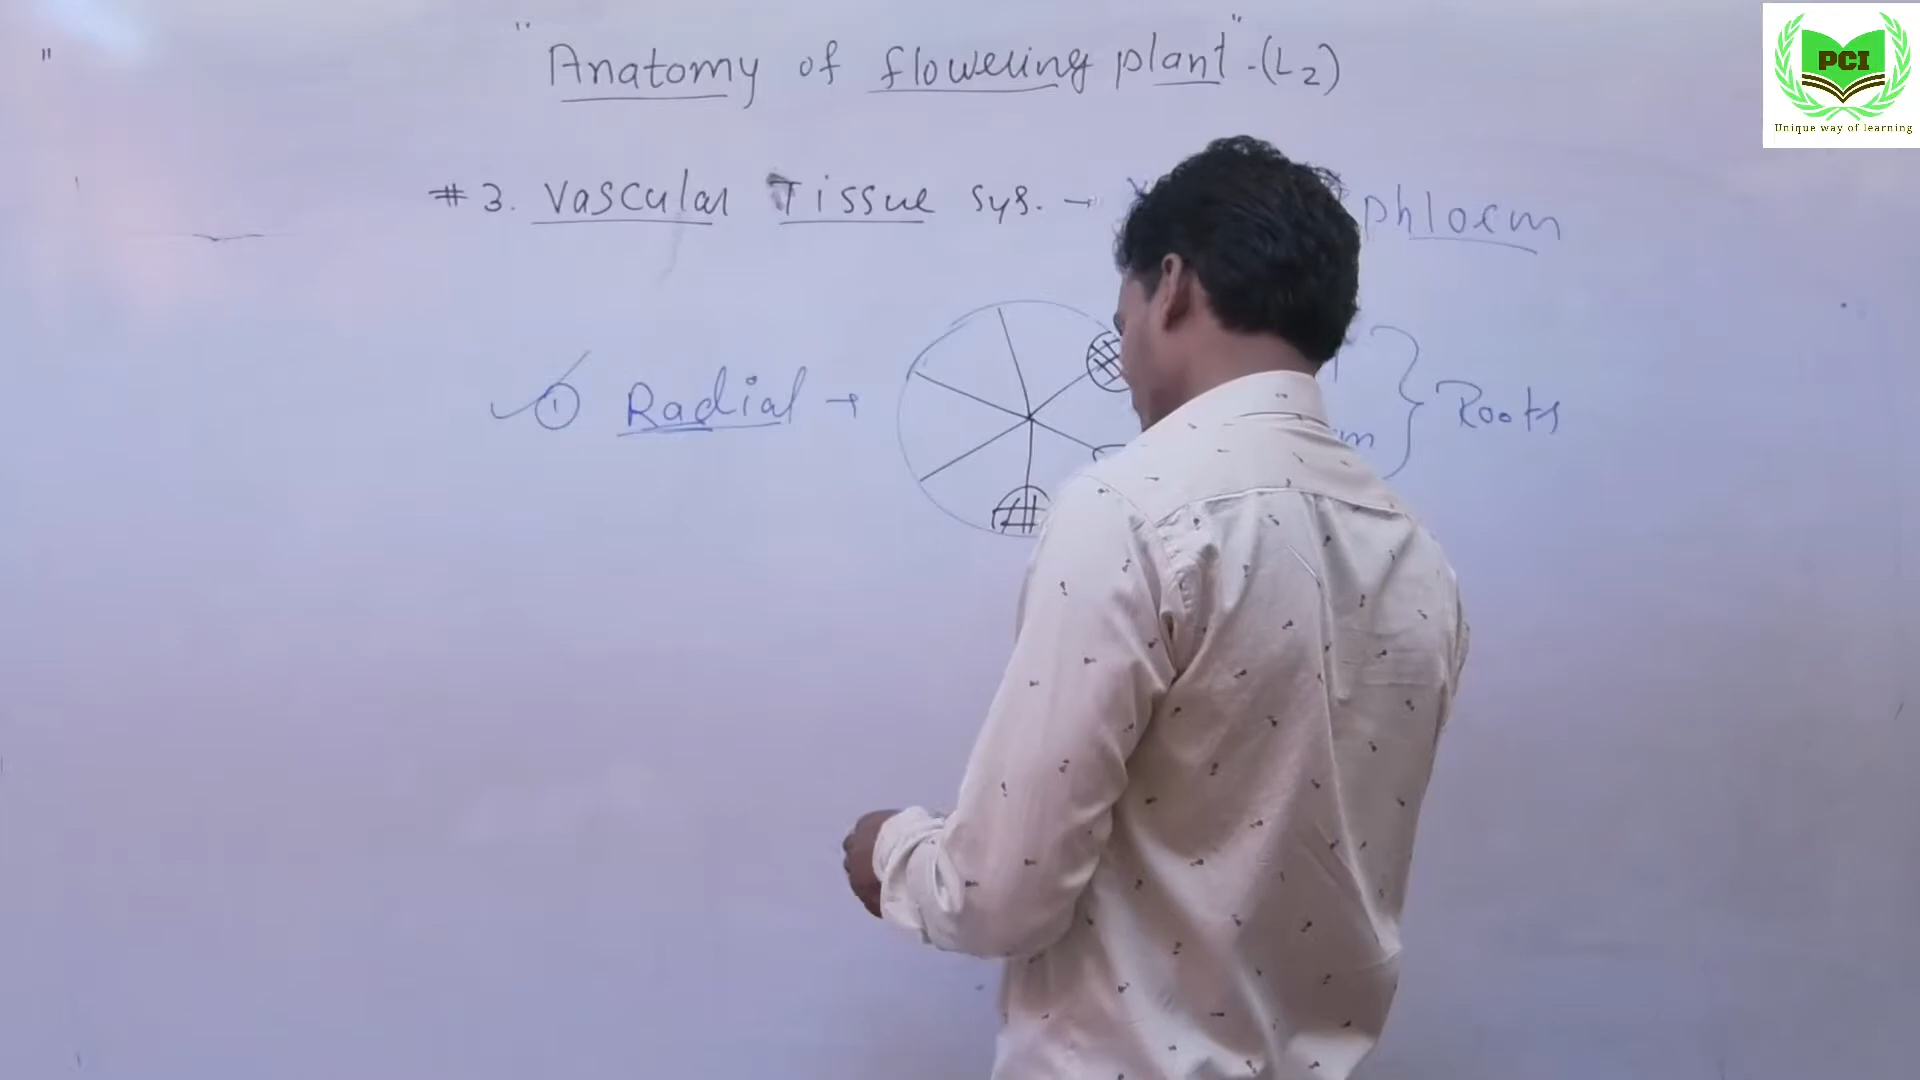 "Anatomy of flowering plant" - (L2)
PCI
Unique way of learning
# 3. Vascular Tissue sys. → phloem
① Radial → } Roots